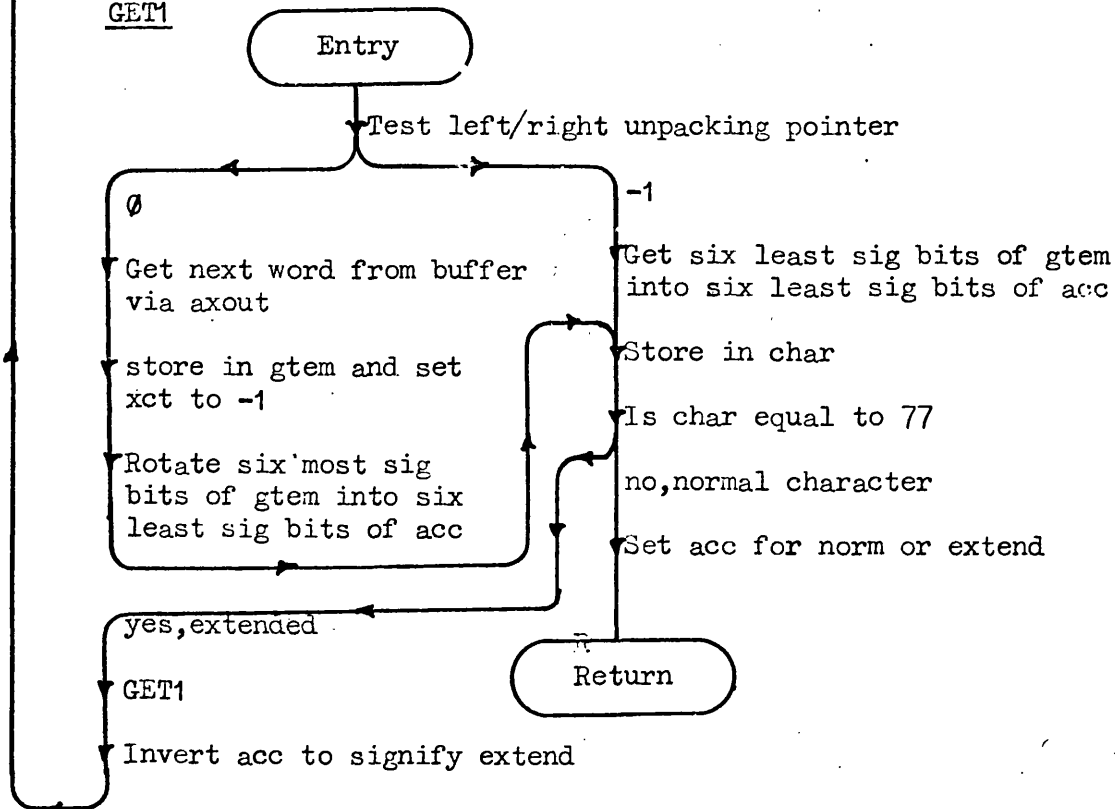 GET1
Entry
Test left/right unpacking pointer
Ø
Get next word from buffer
via axout
store in gtem and set
xct to -1
Rotate six most sig
bits of gtem into six
least sig bits of acc
-1
Get six least sig bits of gtem
into six least sig bits of acc
Store in char
Is char equal to 77
no,normal character
Set acc for norm or extend
Return
yes,extended
GET1
Invert acc to signify extend